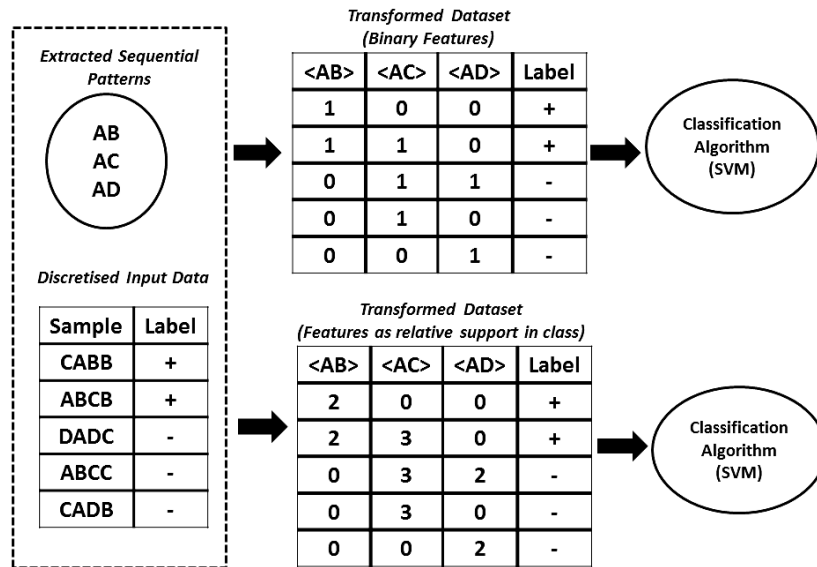 Extracted Sequential
Patterns
AB
AC
AD
Discretised Input Data
Sample Label
CABB +
ABCB +
DADC -
ABCC -
CADB -
Transformed Dataset
(Binary Features)
<AB> <AC> <AD> Label
1 0 0 +
1 1 0 +
0 1 1 -
0 1 0 -
0 0 1 -
Classification
Algorithm
(SVM)
Transformed Dataset
(Features as relative support in class)
<AB> <AC> <AD> Label
2 0 0 +
2 3 0 +
0 3 2 -
0 3 0 -
0 0 2 -
Classification
Algorithm
(SVM)